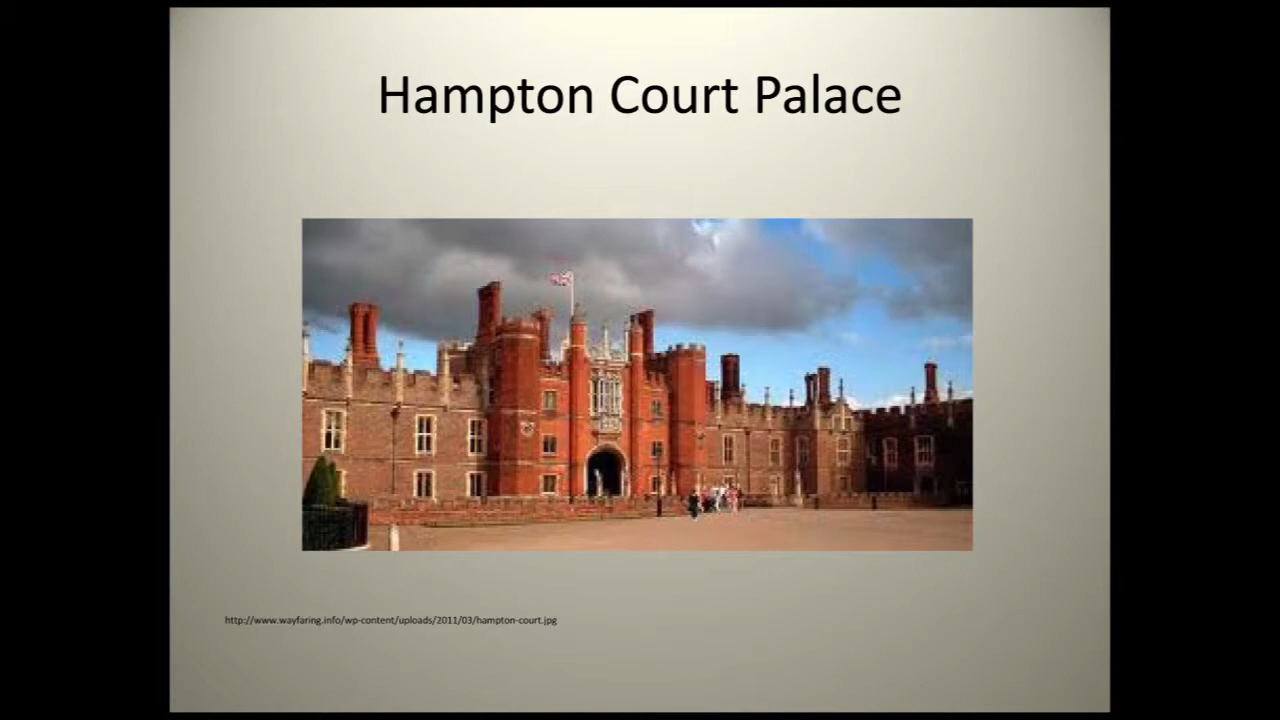 Hampton Court Palace
http://www.wayfaring.info/wp-content/uploads/2011/03/hampton-court.jpg